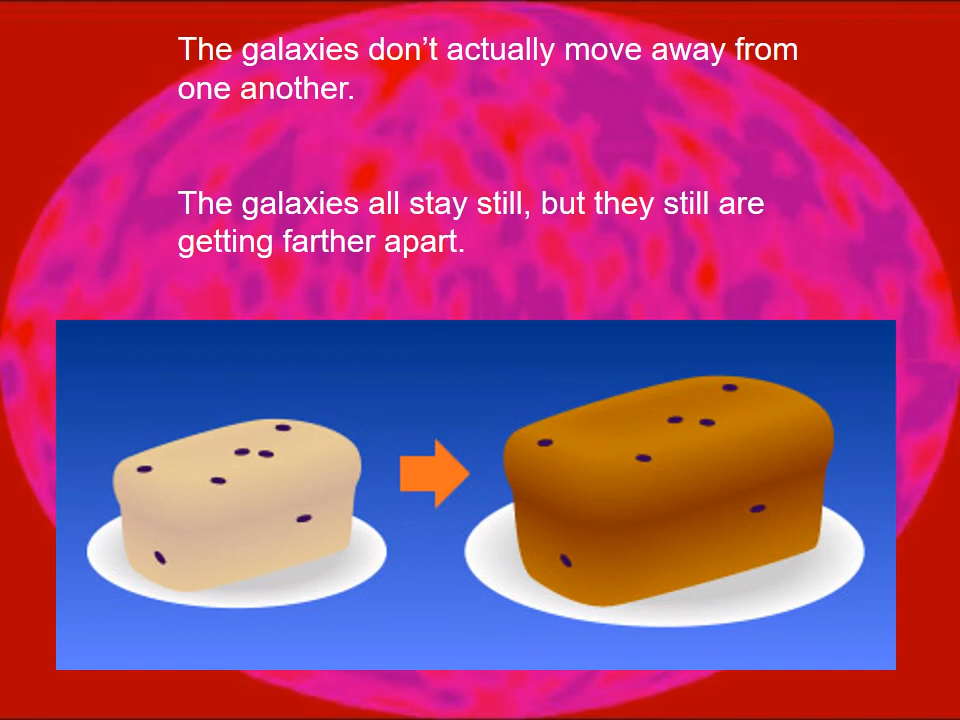 The galaxies don’t actually move away from
one another.
The galaxies all stay still, but they still are
getting farther apart.